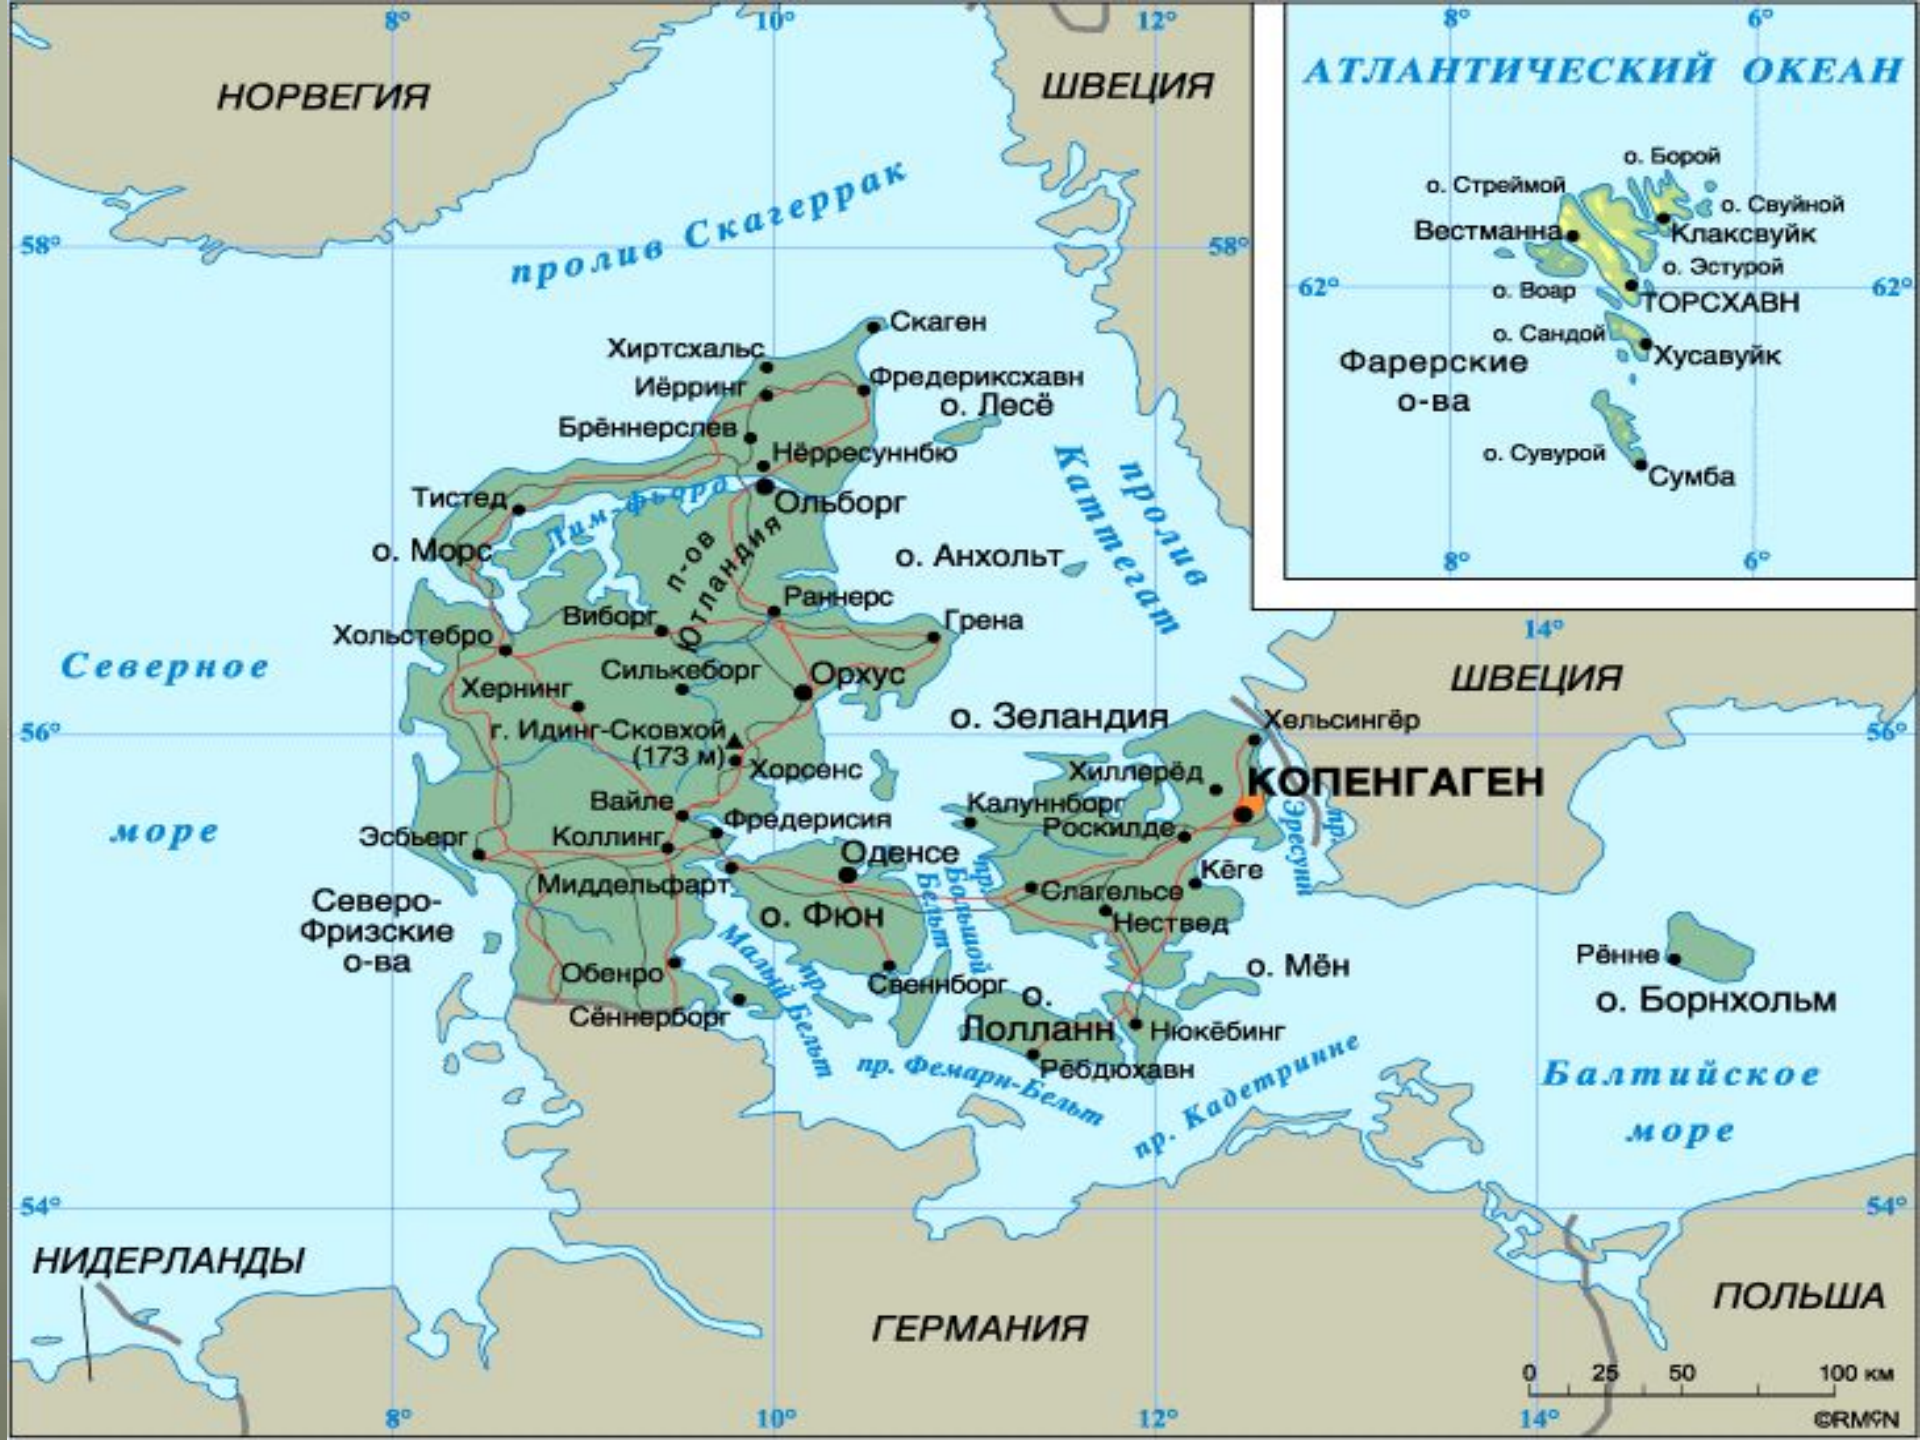 8°
10°
12°
8°
6°
НОРВЕГИЯ
ШВЕЦИЯ
АТЛАНТИЧЕСКИЙ ОКЕАН
о. Борой
о. Стреймой
о. Свуйной
Вестманна
Клаксвуйк
о. Эстурой
58°
58°
62°
62°
о. Воар
ТОРСХАВН
о. Сандой
Хусавуйк
Фарерские
о-ва
о. Сувурой
Сумба
8°
6°
пролив Скагеррак
Скаген
Хиртсхальс
Фредериксхавн
Иёрринг
о. Лесё
Брённерслев
Нёрресуннбю
Тистед
Лим-фьорд
Ольборг
пролив
Каттегат
о. Морс
п-ов
Ютландия
о. Анхольт
Раннерс
Виборг
Грена
Хольстебро
14°
Северное
море
Силькеборг
Орхус
ШВЕЦИЯ
Хернинг
о. Зеландия
Хельсингёр
г. Идинг-Сковхой
(173 м)
56°
56°
Хорсенс
Хиллерёд
КОПЕНГАГЕН
Вайле
Калуннборг
Фредерисия
Роскилде
пр.
Эресунн
Эсбьерг
Коллинг
Оденсе
Кёге
Миддельфарт
пр.
Большой
Бельт
Слагельсе
Северо-
Фризские
о-ва
о. Фюн
Нествед
пр.
Малый Бельт
Рённе
о. Мён
Обенро
Свеннборг
о.
Лолланн
о. Борнхольм
Сённерборг
Нюкёбинг
Рёбдюхавн
пр. Фемарн-Бельт
пр. Кадетринне
Балтийское
море
54°
54°
НИДЕРЛАНДЫ
ГЕРМАНИЯ
ПОЛЬША
0 25 50 100 км
8°
10°
12°
14°